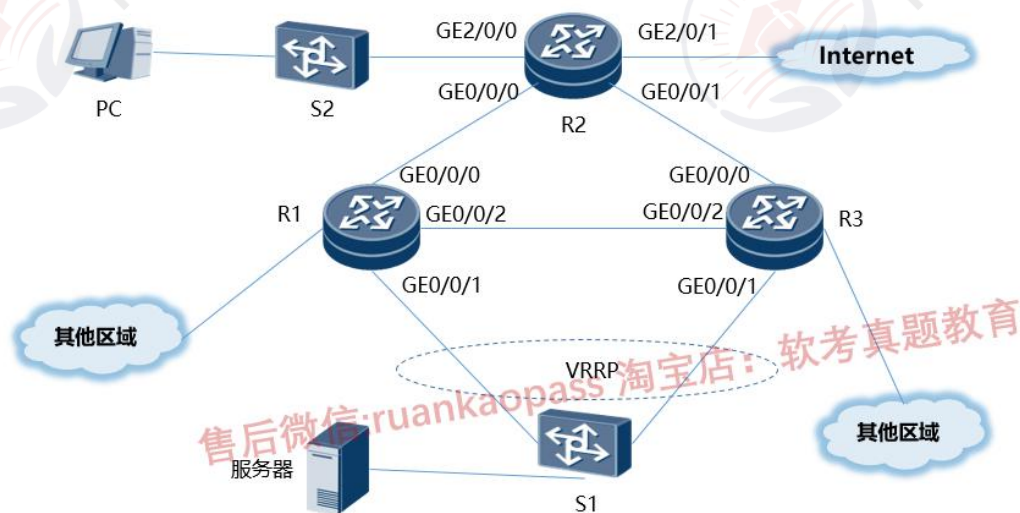 GE2/0/0
GE2/0/1
Internet
PC
S2
GE0/0/0
GE0/0/1
R2
GE0/0/0
GE0/0/0
R1
GE0/0/2
GE0/0/2
R3
GE0/0/1
GE0/0/1
其他区域
VRRP
售后微信:ruankaopass 淘宝店：软考真题教育
其他区域
服务器
S1